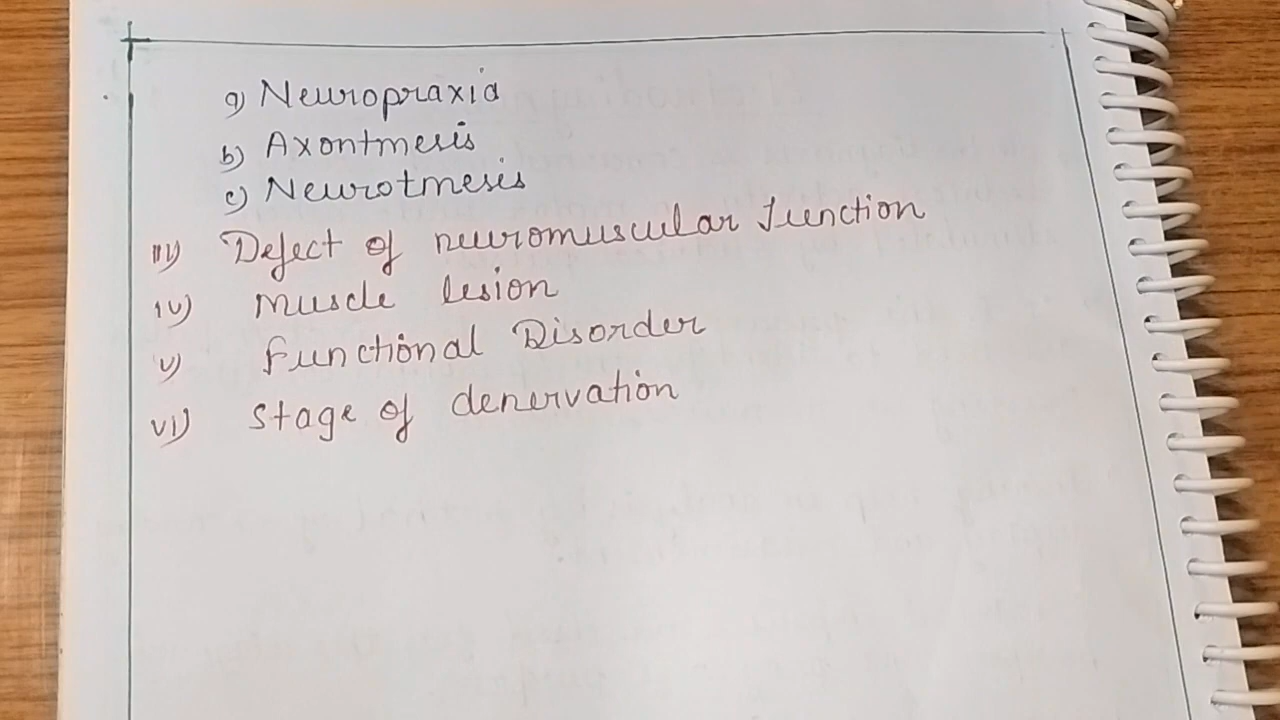 a) Neuropraxia
b) Axontmesis
c) Neurotmesis
III) Defect of neuromuscular Junction
IV) Muscle lesion
V) Functional Disorder
VI) Stage of denervation